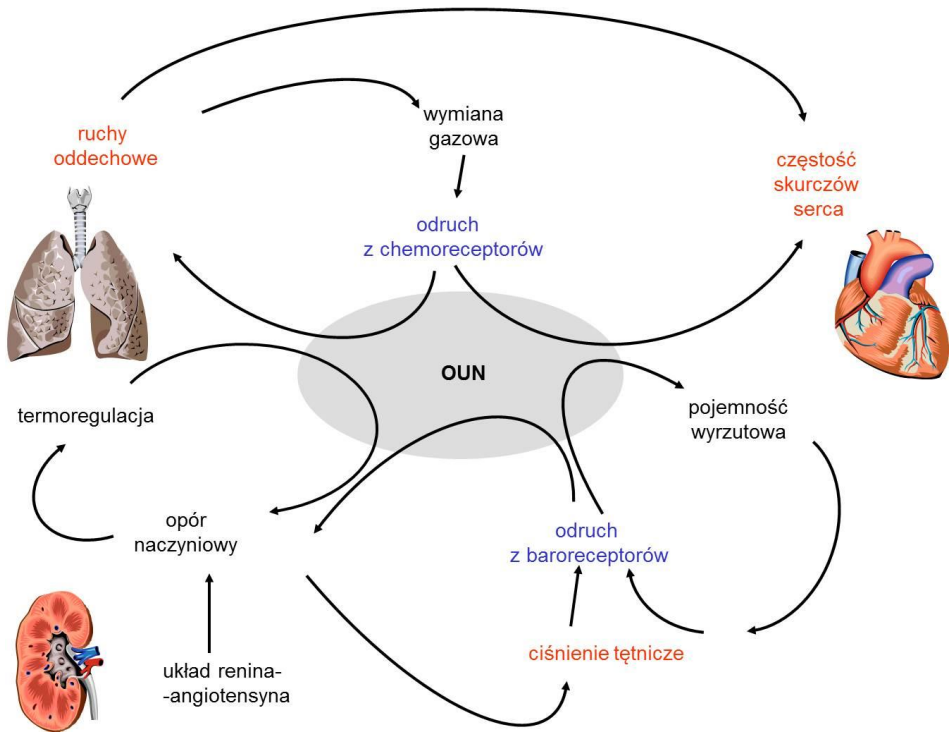 wymiana
gazowa
ruchy
oddechowe
częstość
skurczów
serca
odruch
z chemoreceptorów
OUN
termoregulacja
pojemność
wyrzutowa
opór
naczyniowy
odruch
z baroreceptorów
ciśnienie tętnicze
układ renina-
-angiotensyna